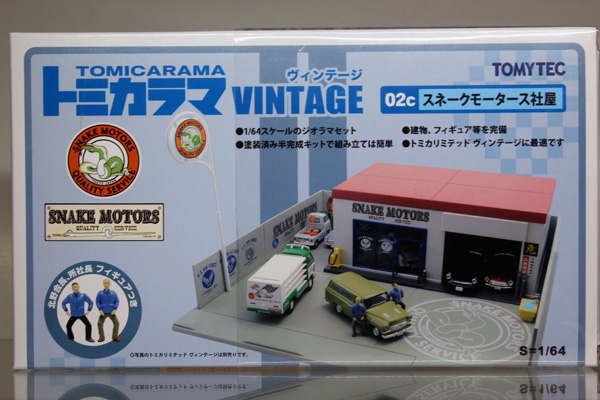 TOMICARAMA
トミカラマ
ヴィンテージ
VINTAGE
TOMYTEC
02c スネークモータース社屋
●1/64スケールのジオラマセット
●塗装済み半完成キットで組み立ては簡単
●建物、フィギュア等を完備
●トミカリミテッド ヴィンテージに最適です
SNAKE MOTORS
QUALITY SERVICE
SNAKE MOTORS
QUALITY SERVICE
北野会長、所社長 フィギュアつき
SNAKE MOTORS
QUALITY SERVICE
SNAKE MOTORS
○写真のトミカリミテッド ヴィンテージは別売りです。
S=1/64